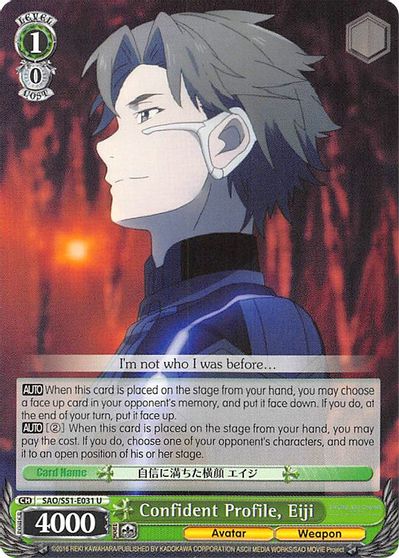 LEVEL
1
0
COST
I'm not who I was before…
AUTO When this card is placed on the stage from your hand, you may choose
a face up card in your opponent's memory, and put it face down. If you do, at
the end of your turn, put it face up.
AUTO [②] When this card is placed on the stage from your hand, you may
pay the cost. If you do, choose one of your opponent's characters, and move
it to an open position of his or her stage.
Card Name 自信に満ちた横顔 エイジ
CH SAO/S51-E031 U
POWER 4000 Confident Profile, Eiji
Avatar Weapon
©2016 REKI KAWAHARA/PUBLISHED BY KADOKAWA CORPORATION ASCII MEDIA WORKS/SAO MOVIE Project